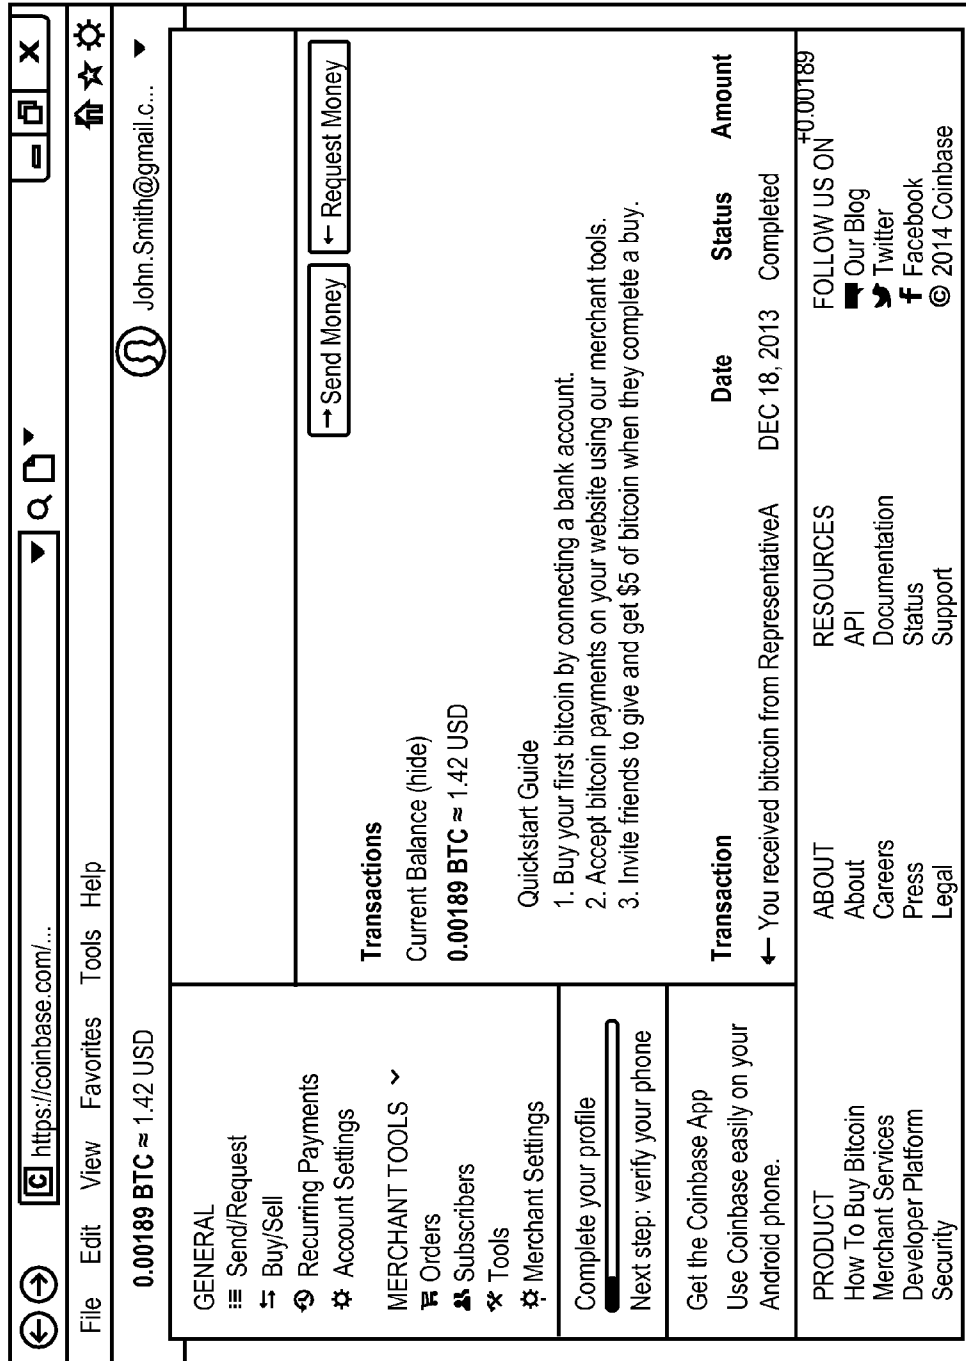 https://coinbase.com/...
File Edit View Favorites Tools Help
0.00189 BTC ≈ 1.42 USD
John.Smith@gmail.c...
GENERAL
Send/Request
Buy/Sell
Recurring Payments
Account Settings
MERCHANT TOOLS
Orders
Subscribers
Tools
Merchant Settings
Complete your profile
Next step: verify your phone
Get the Coinbase App
Use Coinbase easily on your
Android phone.
→ Send Money
← Request Money
Transactions
Current Balance (hide)
0.00189 BTC ≈ 1.42 USD
Quickstart Guide
1. Buy your first bitcoin by connecting a bank account.
2. Accept bitcoin payments on your website using our merchant tools.
3. Invite friends to give and get $5 of bitcoin when they complete a buy.
Transaction Date Status Amount
← You received bitcoin from RepresentativeA DEC 18, 2013 Completed +0.00189
PRODUCT
How To Buy Bitcoin
Merchant Services
Developer Platform
Security
ABOUT
About
Careers
Press
Legal
RESOURCES
API
Documentation
Status
Support
FOLLOW US ON
Our Blog
Twitter
Facebook
© 2014 Coinbase